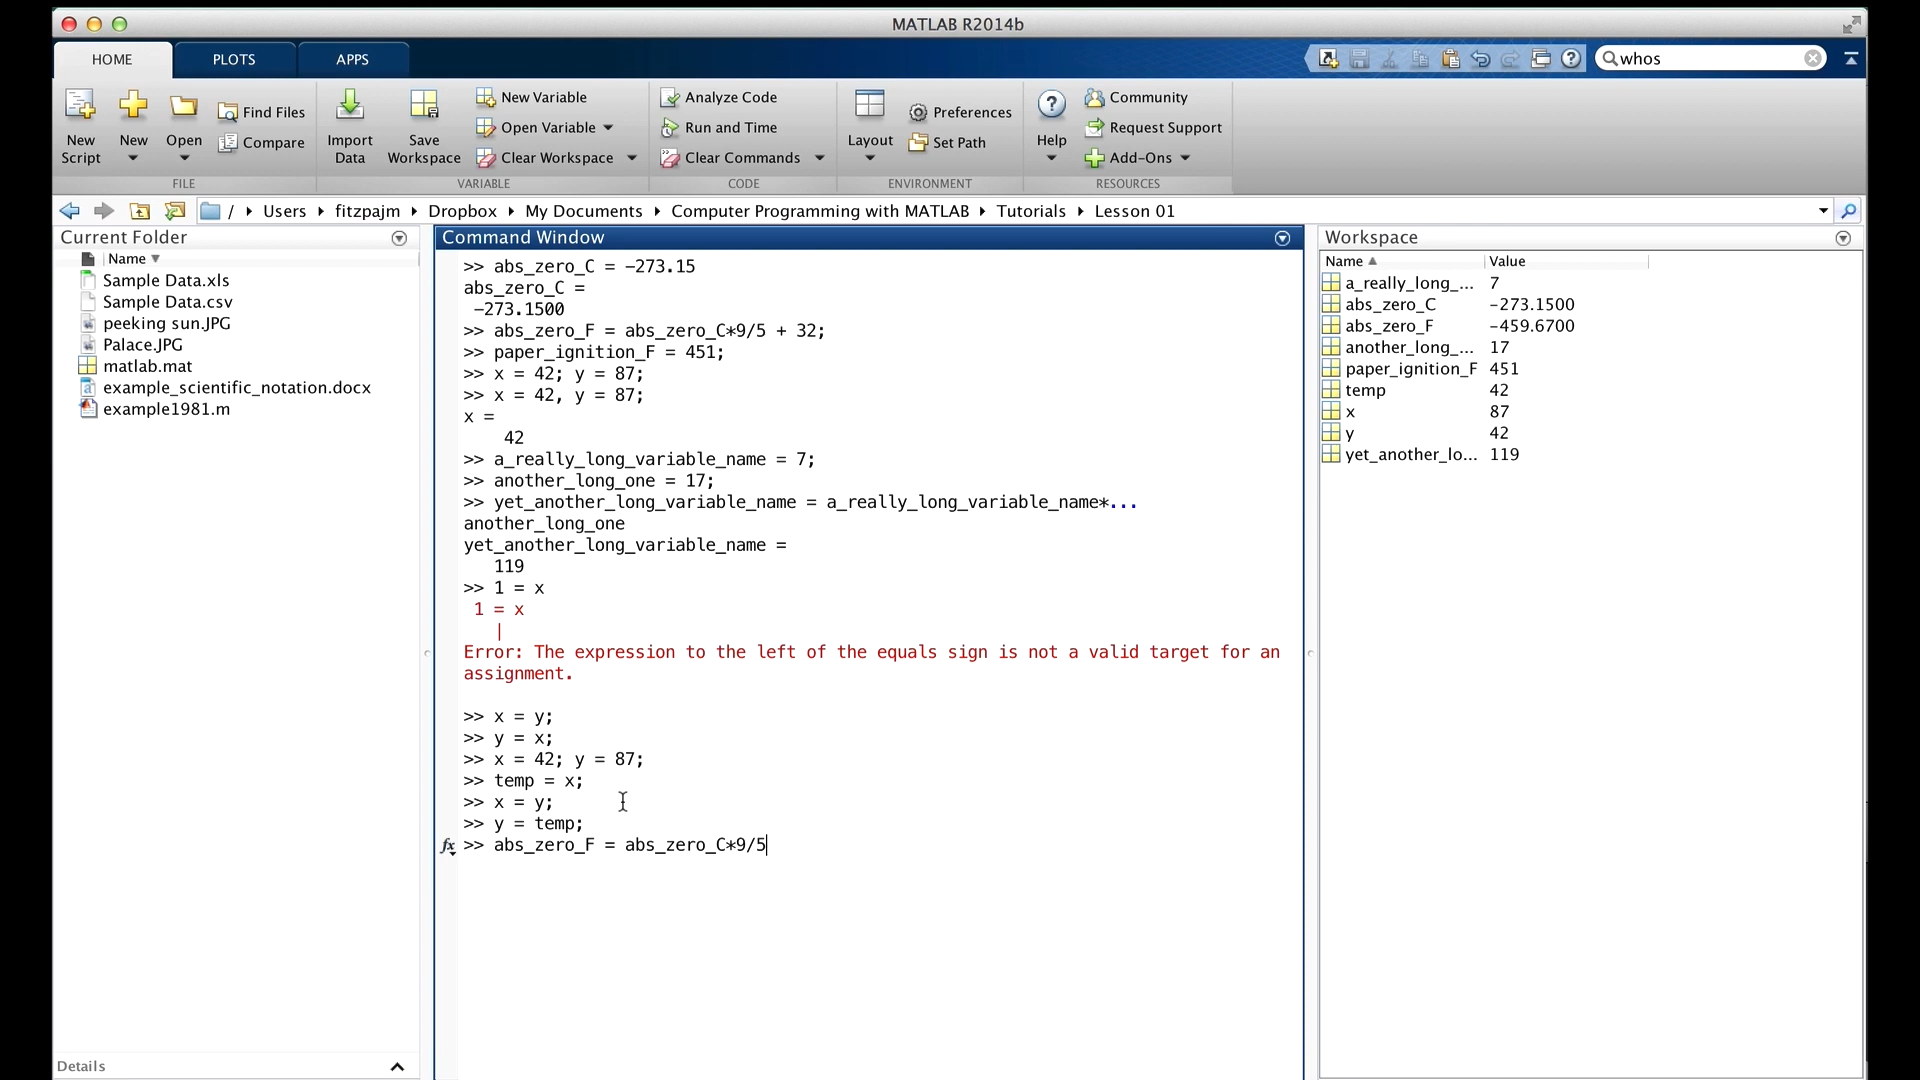 MATLAB R2014b
HOME PLOTS APPS
whos
New Script
New
Open
Find Files
Compare
FILE
Import Data
Save Workspace
New Variable
Open Variable
Clear Workspace
VARIABLE
Analyze Code
Run and Time
Clear Commands
CODE
Layout
Preferences
Set Path
ENVIRONMENT
Help
Community
Request Support
Add-Ons
RESOURCES
/ Users fitzpajm Dropbox My Documents Computer Programming with MATLAB Tutorials Lesson 01
Current Folder
Name
Sample Data.xls
Sample Data.csv
peeking sun.JPG
Palace.JPG
matlab.mat
example_scientific_notation.docx
example1981.m
Details
Command Window
>> abs_zero_C = -273.15
abs_zero_C =
-273.1500
>> abs_zero_F = abs_zero_C*9/5 + 32;
>> paper_ignition_F = 451;
>> x = 42; y = 87;
>> x = 42, y = 87;
x =
42
>> a_really_long_variable_name = 7;
>> another_long_one = 17;
>> yet_another_long_variable_name = a_really_long_variable_name*...
another_long_one
yet_another_long_variable_name =
119
>> 1 = x
1 = x
|
Error: The expression to the left of the equals sign is not a valid target for an
assignment.
>> x = y;
>> y = x;
>> x = 42; y = 87;
>> temp = x;
>> x = y;
>> y = temp;
fx >> abs_zero_F = abs_zero_C*9/5
Workspace
Name Value
a_really_long_... 7
abs_zero_C -273.1500
abs_zero_F -459.6700
another_long_... 17
paper_ignition_F 451
temp 42
x 87
y 42
yet_another_lo... 119